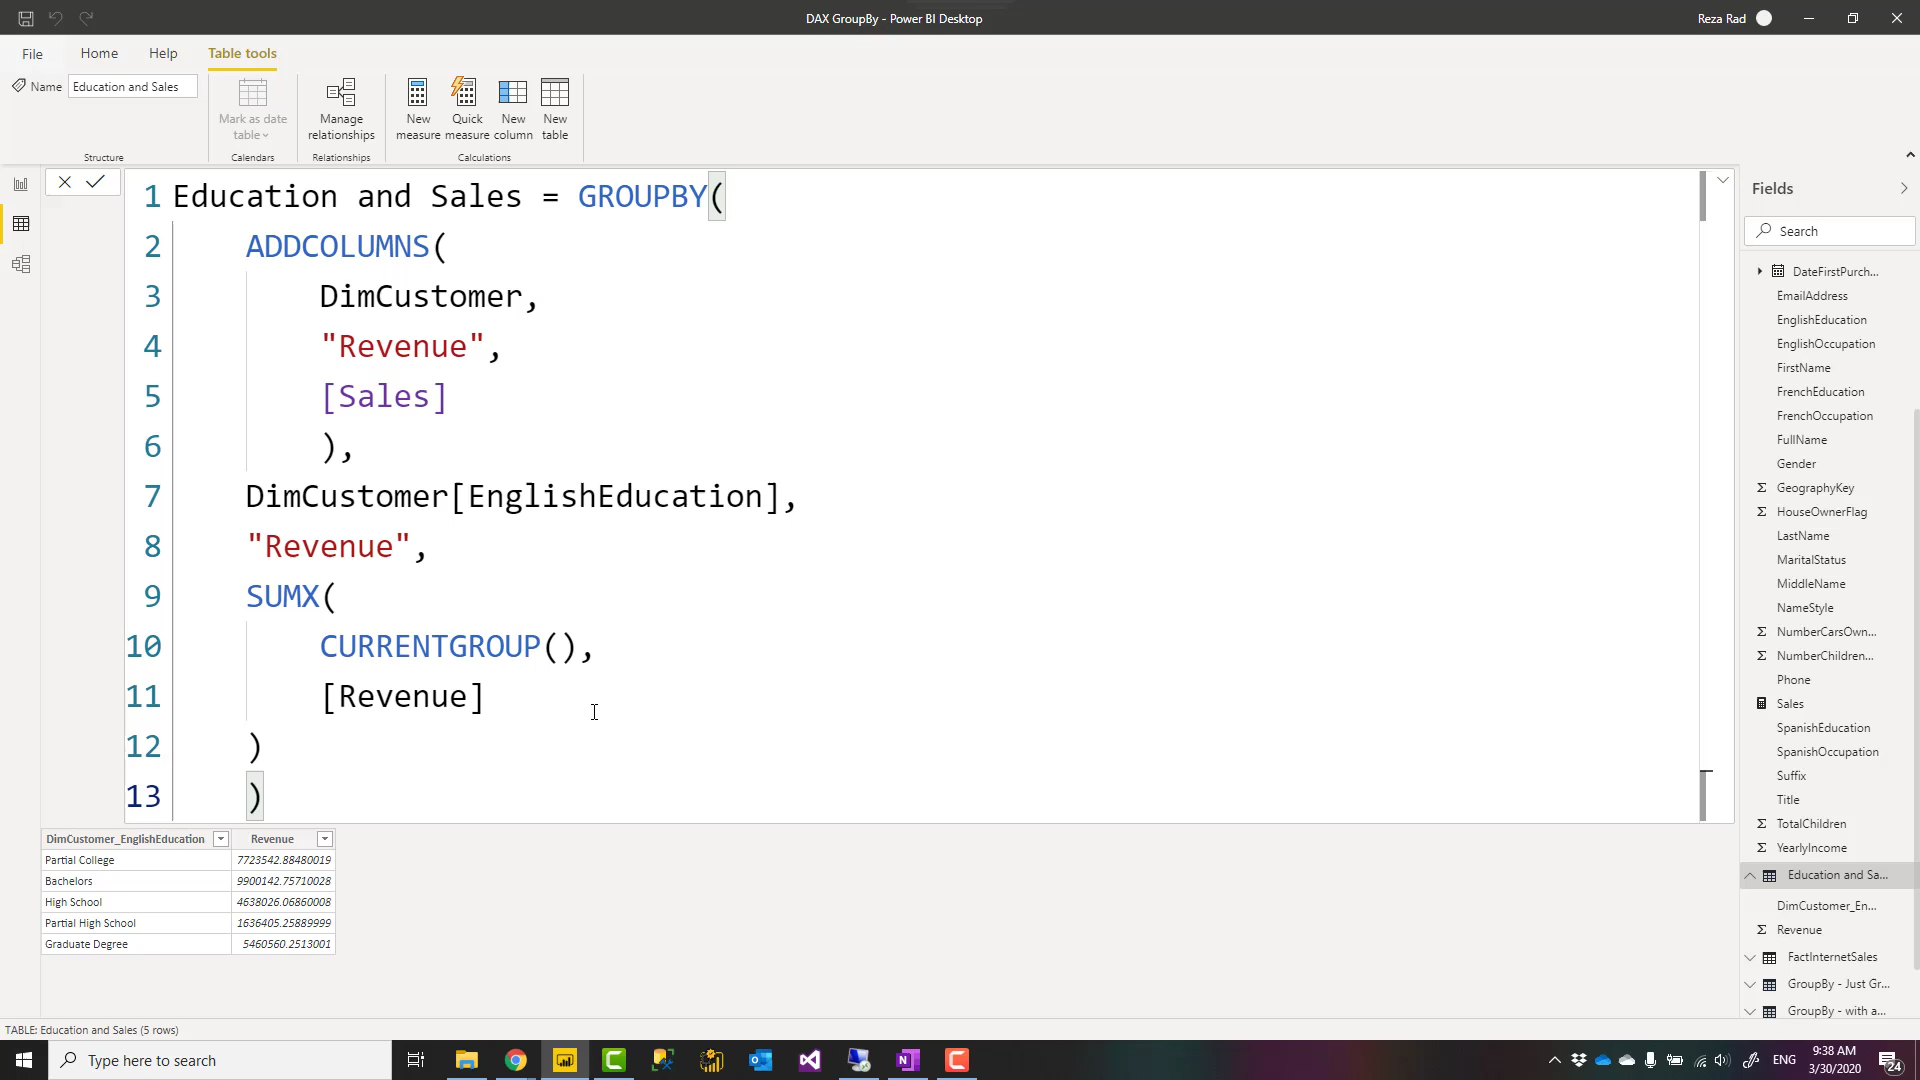 DAX GroupBy - Power BI Desktop
Reza Rad
File Home Help Table tools
Name Education and Sales
Mark as date table
Manage relationships
New measure
Quick measure
New column
New table
Structure
Calendars
Relationships
Calculations
1 Education and Sales = GROUPBY(
2 ADDCOLUMNS(
3 DimCustomer,
4 "Revenue",
5 [Sales]
6 ),
7 DimCustomer[EnglishEducation],
8 "Revenue",
9 SUMX(
10 CURRENTGROUP(),
11 [Revenue]
12 )
13 )
DimCustomer_EnglishEducation Revenue
Partial College 7723542.88480019
Bachelors 9900142.75710028
High School 4638026.06860008
Partial High School 1636405.25889999
Graduate Degree 5460560.2513001
Fields
Search
DateFirstPurch...
EmailAddress
EnglishEducation
EnglishOccupation
FirstName
FrenchEducation
FrenchOccupation
FullName
Gender
Σ GeographyKey
Σ HouseOwnerFlag
LastName
MaritalStatus
MiddleName
NameStyle
Σ NumberCarsOwn...
Σ NumberChildren...
Phone
Sales
SpanishEducation
SpanishOccupation
Suffix
Title
Σ TotalChildren
Σ YearlyIncome
Education and Sa...
DimCustomer_En...
Σ Revenue
FactInternetSales
GroupBy - Just Gr...
GroupBy - with a...
TABLE: Education and Sales (5 rows)
Type here to search
ENG
9:38 AM
3/30/2020
24